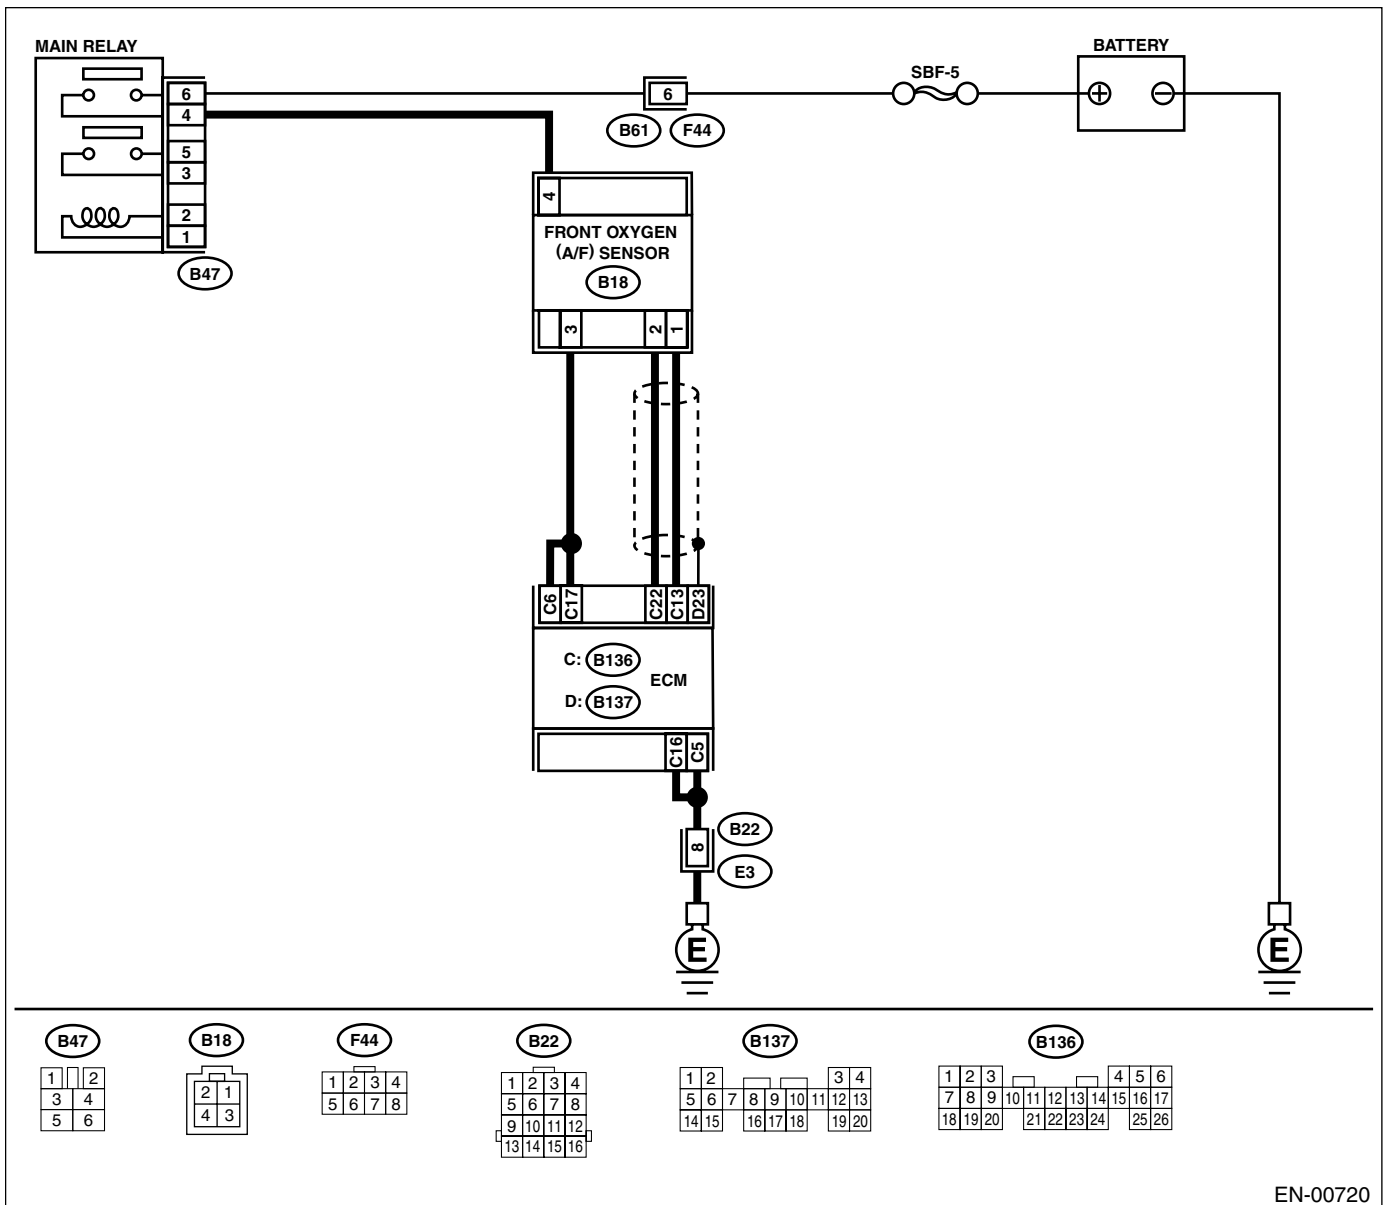 MAIN RELAY
BATTERY
SBF-5
6
4
5
3
2
1
B47
6
B61 F44
4
FRONT OXYGEN
(A/F) SENSOR
B18
3 2 1
C6 C17 C22 C13 D23
C: B136
ECM
D: B137
C16 C5
8
B22
E3
E E
B47 B18 F44 B22 B137 B136
1 2
3 4
5 6
2 1
4 3
1 2 3 4
5 6 7 8
1 2 3 4
5 6 7 8
9 10 11 12
13 14 15 16
1 2 3 4
5 6 7 8 9 10 11 12 13
14 15 16 17 18 19 20
1 2 3 4 5 6
7 8 9 10 11 12 13 14 15 16 17
18 19 20 21 22 23 24 25 26
EN-00720